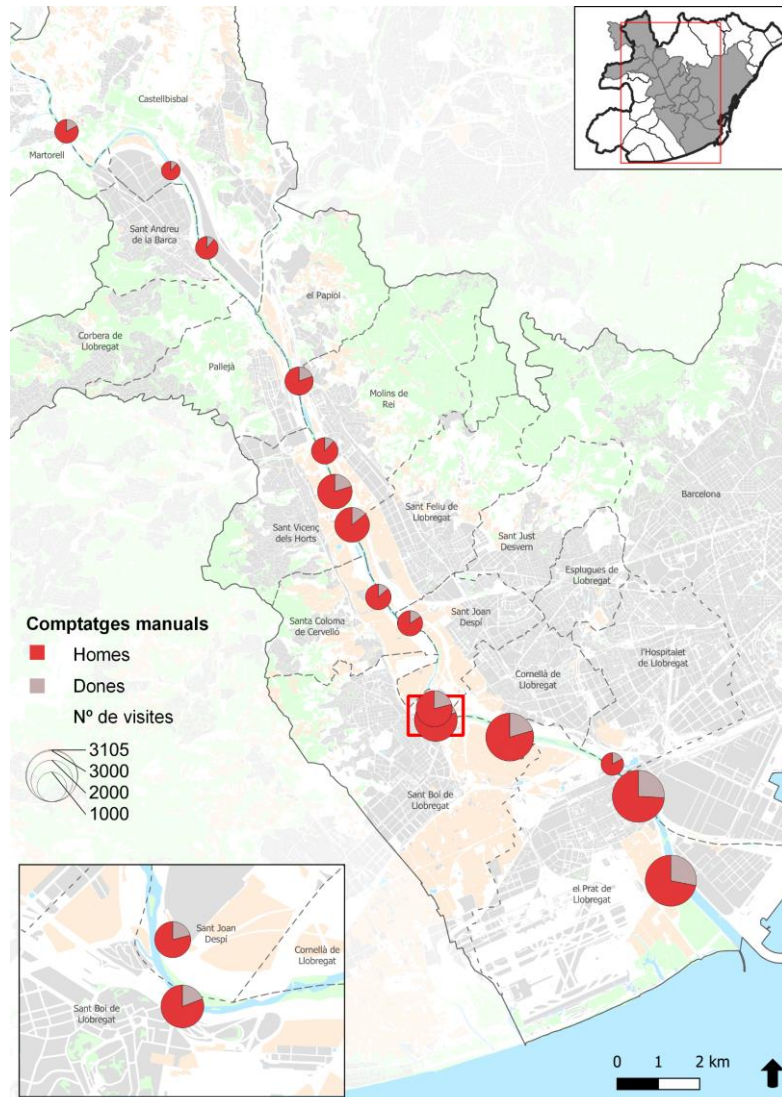 Castellbisbal
Martorell
Sant Andreu
de la Barca
el Papiol
Corbera de
Llobregat
Pallejà
Molins de
Rei
Barcelona
Sant Feliu de
Llobregat
Sant Vicenç
dels Horts
Sant Just
Desvern
Esplugues de
Llobregat
Santa Coloma
de Cervelló
Sant Joan
Despí
l'Hospitalet
de Llobregat
Cornellà de
Llobregat
Sant Boi de
Llobregat
el Prat de
Llobregat
Comptatges manuals
Homes
Dones
Nº de visites
3105
3000
2000
1000
Sant Joan
Despí
Cornellà de
Llobregat
Sant Boi de
Llobregat
0 1 2 km